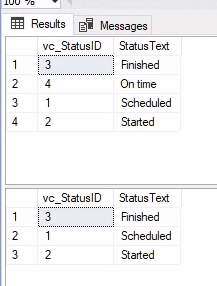 100 %
Results Messages
vc_StatusID StatusText
1 3 Finished
2 4 On time
3 1 Scheduled
4 2 Started
vc_StatusID StatusText
1 3 Finished
2 1 Scheduled
3 2 Started